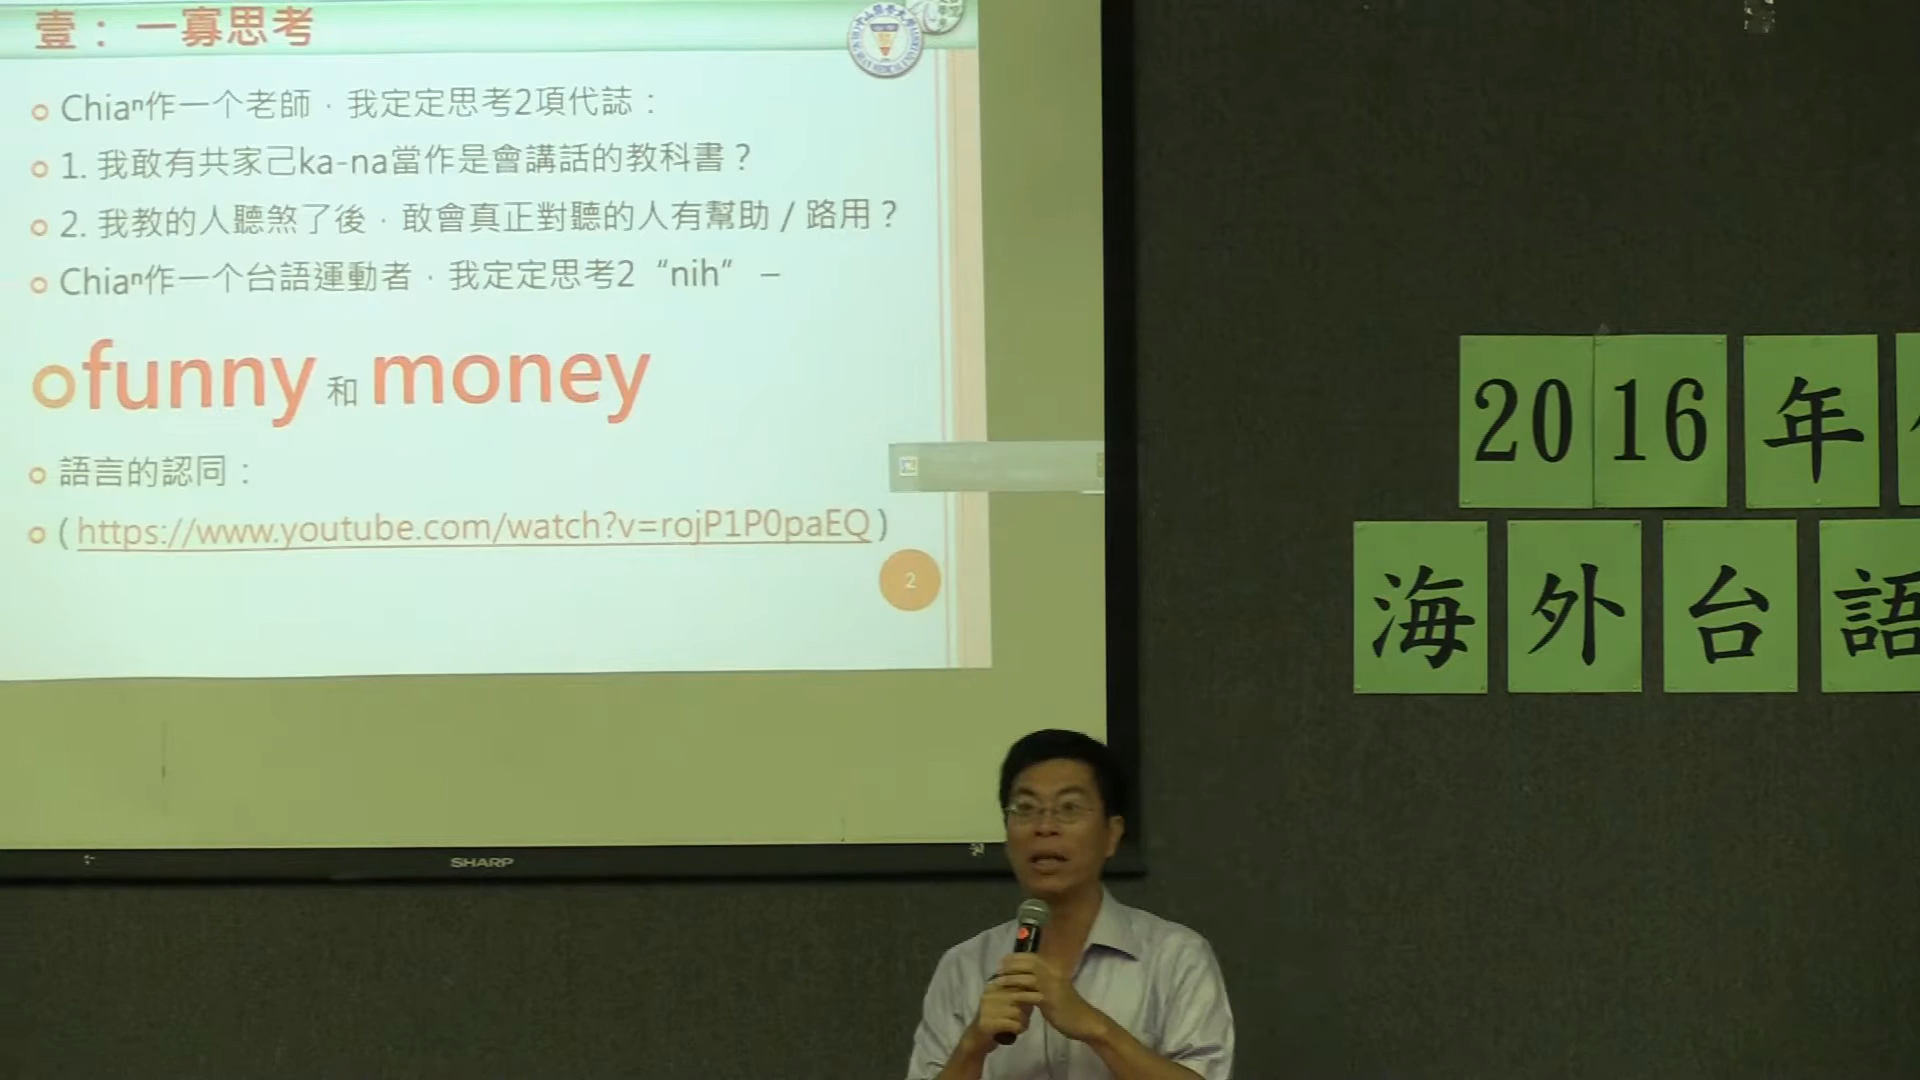 壹：一寡思考
Chiaⁿ作一个老師，我定定思考2項代誌：
1. 我敢有共家己ka-na當作是會講話的教科書？
2. 我教的人聽煞了後，敢會真正對聽的人有幫助 / 路用？
Chiaⁿ作一个台語運動者，我定定思考2“nih” –
funny 和 money
語言的認同：
(https://www.youtube.com/watch?v=rojP1P0paEQ)
2
SHARP
2016年
海外台語